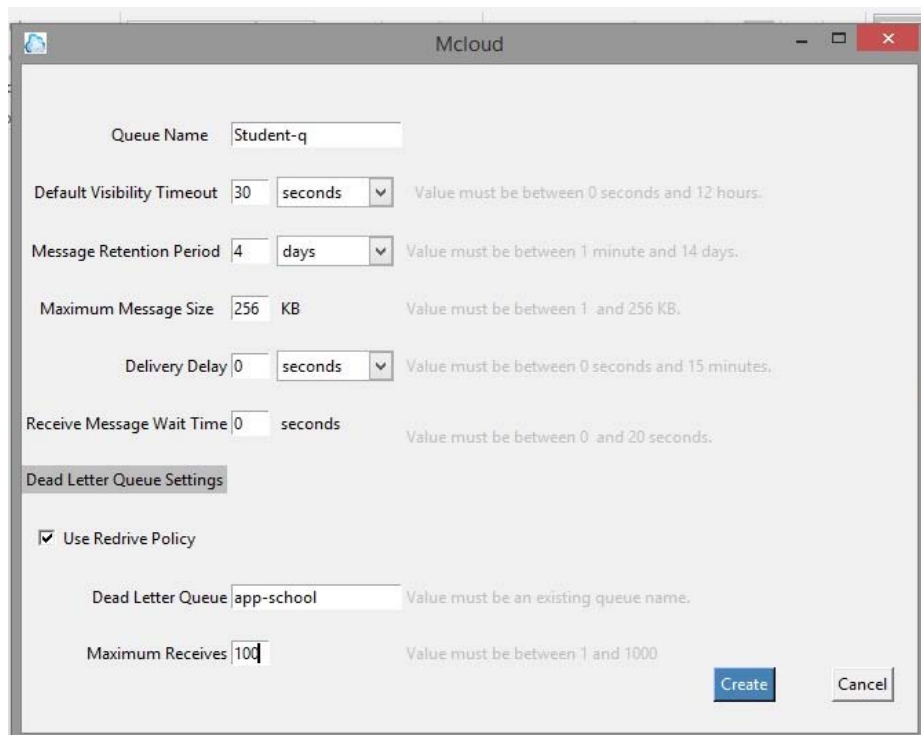 Mcloud
Queue Name Student-q
Default Visibility Timeout 30 seconds Value must be between 0 seconds and 12 hours.
Message Retention Period 4 days Value must be between 1 minute and 14 days.
Maximum Message Size 256 KB Value must be between 1 and 256 KB.
Delivery Delay 0 seconds Value must be between 0 seconds and 15 minutes.
Receive Message Wait Time 0 seconds Value must be between 0 and 20 seconds.
Dead Letter Queue Settings
Use Redrive Policy
Dead Letter Queue app-school Value must be an existing queue name.
Maximum Receives 100 Value must be between 1 and 1000
Create Cancel